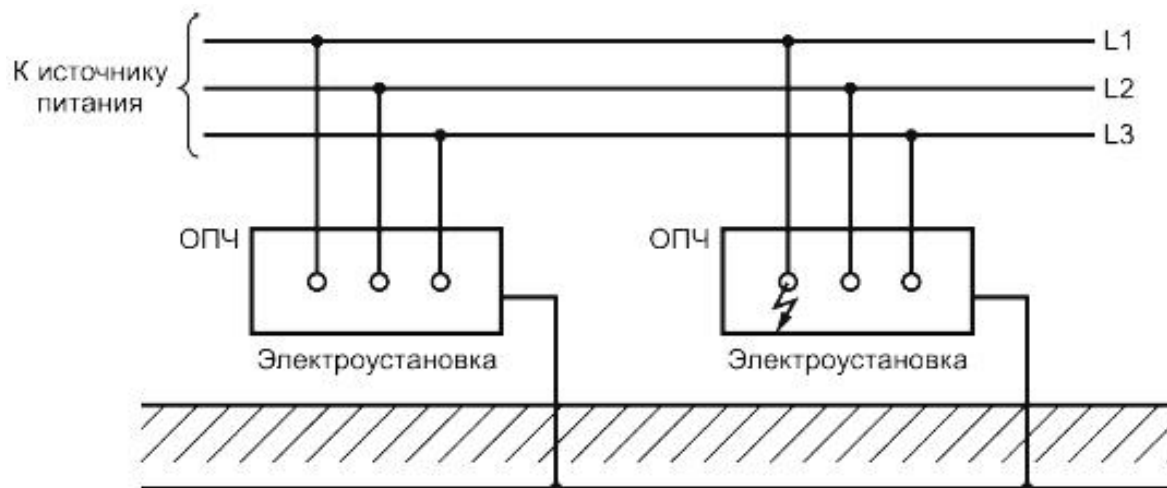 L1
К источнику
питания
L2
L3
ОПЧ
ОПЧ
Электроустановка
Электроустановка